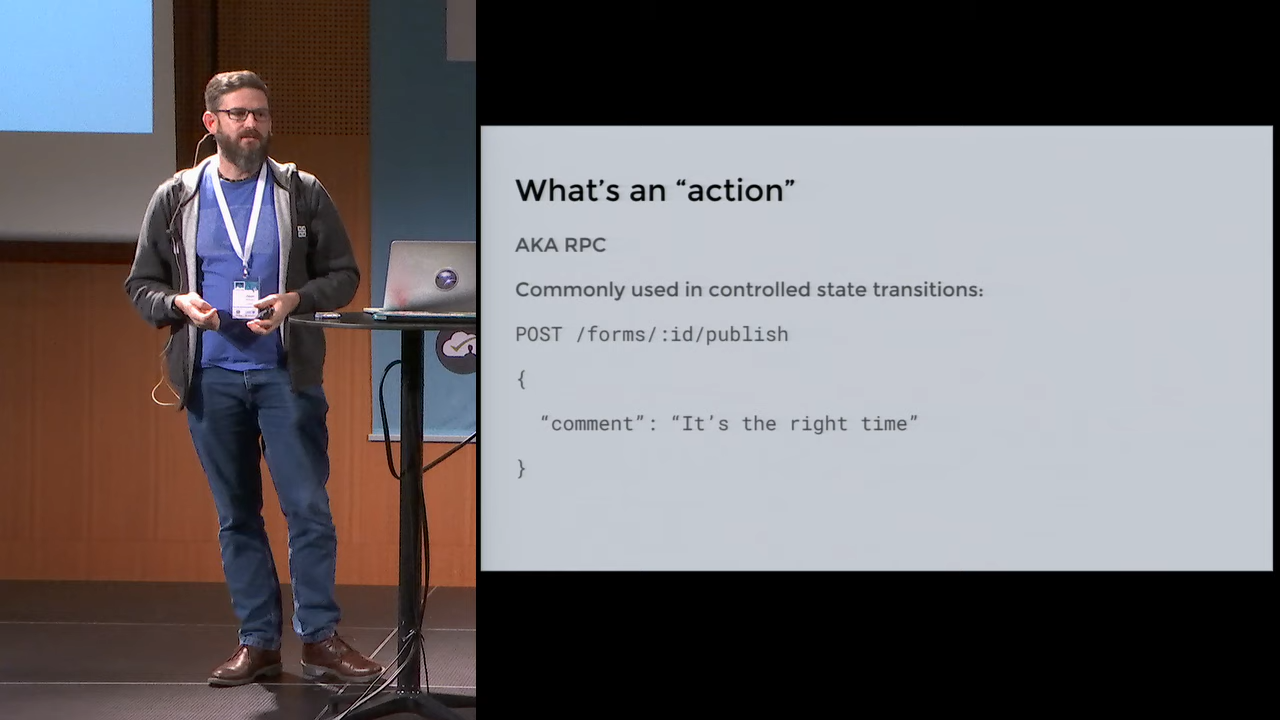 What’s an “action”
AKA RPC
Commonly used in controlled state transitions:
POST /forms/:id/publish
{
“comment”: “It’s the right time”
}